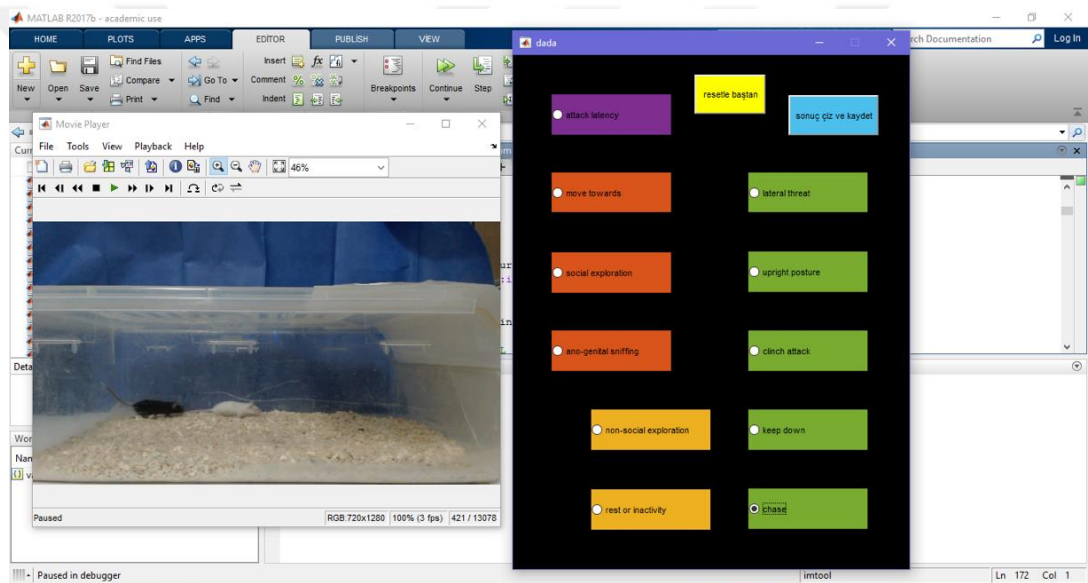 MATLAB R2017b - academic use
HOME PLOTS APPS EDITOR PUBLISH VIEW
rch Documentation Log In
New Open Save
Find Files
Compare
Print
Go To
Find
Insert
Comment
Indent
Breakpoints Continue Step
Movie Player
File Tools View Playback Help
46%
Paused RGB:720x1280 100% (3 fps) 421 / 13078
dada
resetle baştan
sonuç çiz ve kaydet
attack latency
move towards lateral threat
social exploration upright posture
ano-genital sniffing clinch attack
non-social exploration keep down
rest or inactivity chase
Paused in debugger imtool Ln 172 Col 1